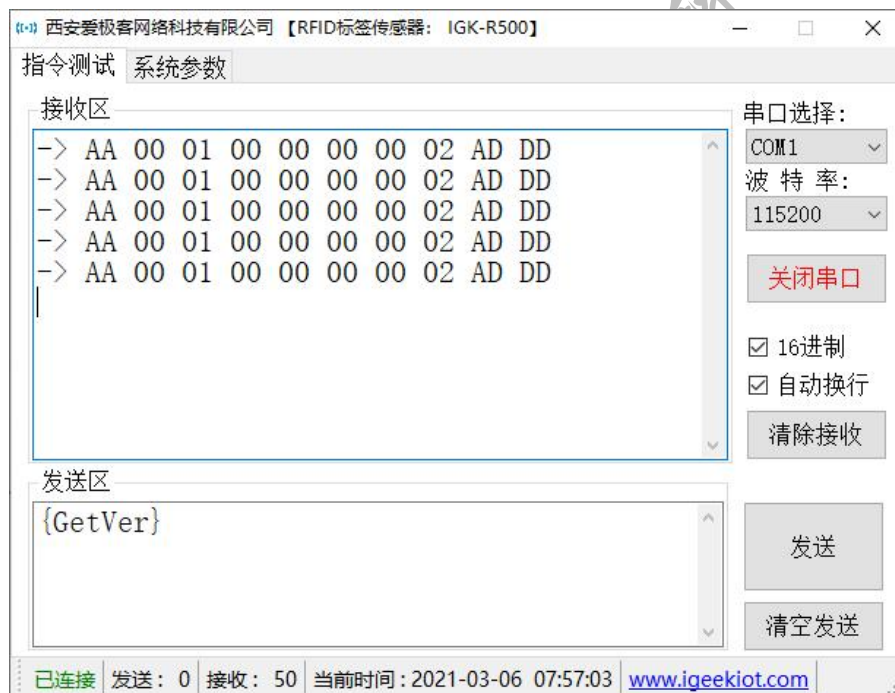 西安爱极客网络科技有限公司 【RFID标签传感器： IGK-R500】
指令测试 系统参数
接收区
-> AA 00 01 00 00 00 00 02 AD DD
-> AA 00 01 00 00 00 00 02 AD DD
-> AA 00 01 00 00 00 00 02 AD DD
-> AA 00 01 00 00 00 00 02 AD DD
-> AA 00 01 00 00 00 00 02 AD DD
串口选择:
COM1
波 特 率:
115200
关闭串口
16进制
自动换行
清除接收
发送区
{GetVer}
发送
清空发送
已连接 发送: 0 接收: 50 当前时间:2021-03-06 07:57:03 www.igeekiot.com